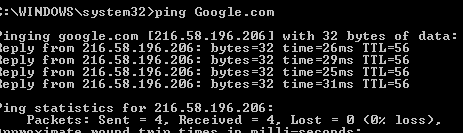 C:\WINDOWS\system32>ping Google.com
Pinging google.com [216.58.196.206] with 32 bytes of data:
Reply from 216.58.196.206: bytes=32 time=26ms TTL=56
Reply from 216.58.196.206: bytes=32 time=29ms TTL=56
Reply from 216.58.196.206: bytes=32 time=25ms TTL=56
Reply from 216.58.196.206: bytes=32 time=31ms TTL=56
Ping statistics for 216.58.196.206:
Packets: Sent = 4, Received = 4, Lost = 0 (0% loss),
Approximate round trip times in milli-seconds: